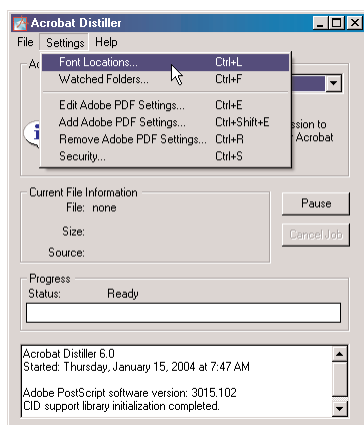 Acrobat Distiller
File Settings Help
Font Locations... Ctrl+L
Watched Folders... Ctrl+F
Edit Adobe PDF Settings... Ctrl+E
Add Adobe PDF Settings... Ctrl+Shift+E
Remove Adobe PDF Settings... Ctrl+R
Security... Ctrl+S
Acrobat
Current File Information
File: none
Size:
Source:
Pause
Cancel Job
Progress
Status: Ready
Acrobat Distiller 6.0
Started: Thursday, January 15, 2004 at 7:47 AM
Adobe PostScript software version: 3015.102
CID support library initialization completed.